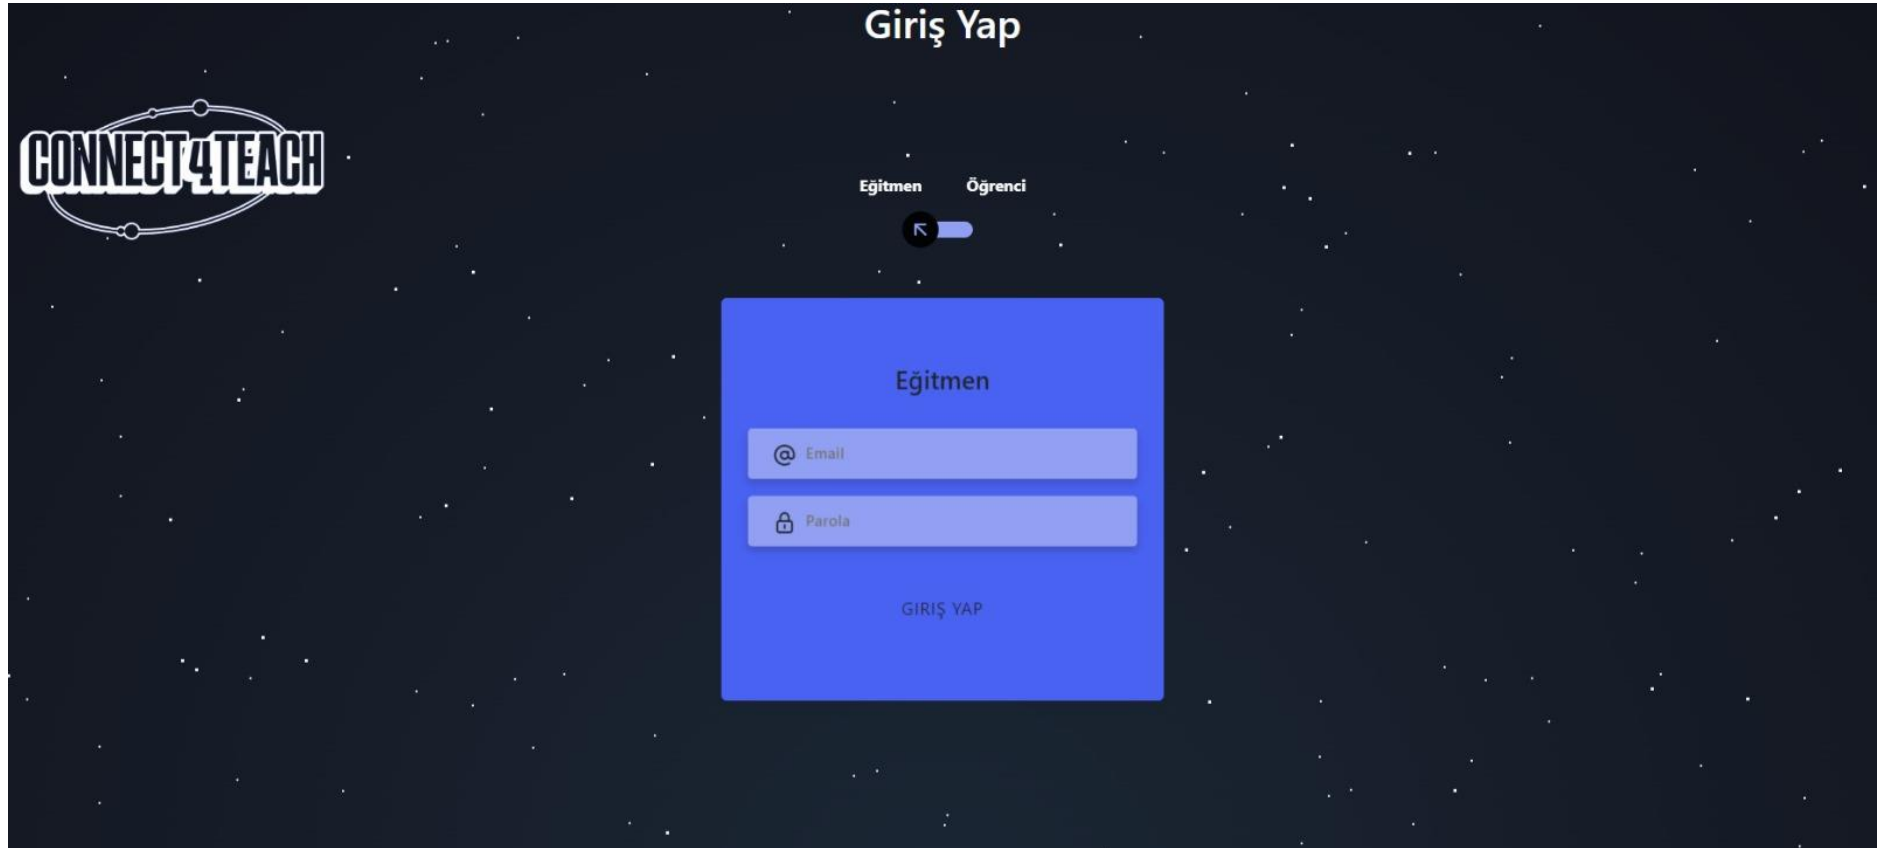 Giriş Yap
CONNECT4TEACH
Eğitmen Öğrenci
Eğitmen
Email
Parola
GIRIŞ YAP